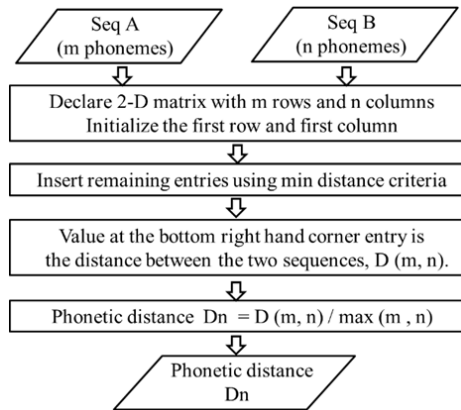 Seq A
(m phonemes)
Seq B
(n phonemes)
Declare 2-D matrix with m rows and n columns
Initialize the first row and first column
Insert remaining entries using min distance criteria
Value at the bottom right hand corner entry is
the distance between the two sequences, D (m, n).
Phonetic distance Dn = D (m, n) / max (m , n)
Phonetic distance
Dn